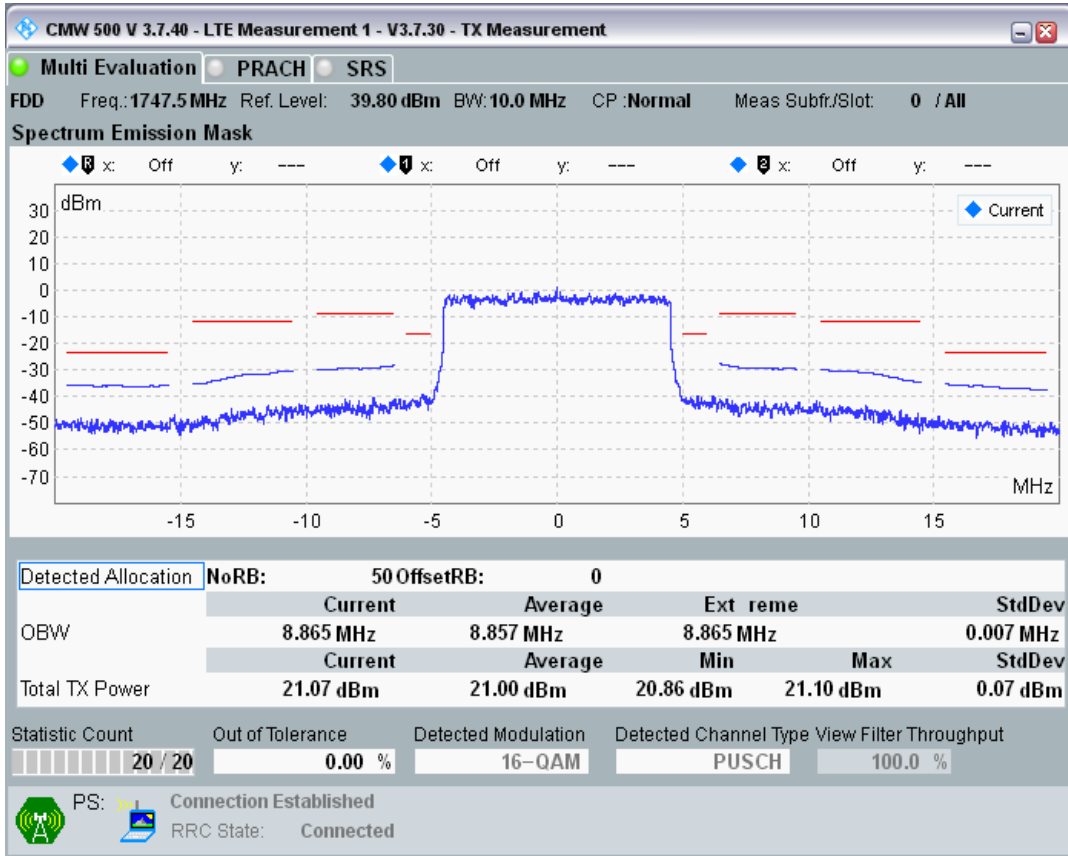 CMW 500 V 3.7.40 - LTE Measurement 1 - V3.7.30 - TX Measurement
Multi Evaluation PRACH SRS
FDD Freq.: 1747.5 MHz Ref. Level: 39.80 dBm BW: 10.0 MHz CP : Normal Meas Subfr./Slot: 0 / All
Spectrum Emission Mask
R x: Off y: --- 1 x: Off y: --- 2 x: Off y: ---
dBm
Current
30
20
10
0
-10
-20
-30
-40
-50
-60
-70
MHz
-15 -10 -5 0 5 10 15
Detected Allocation NoRB: 50 OffsetRB: 0
Current Average Ext reme StdDev
OBW 8.865 MHz 8.857 MHz 8.865 MHz 0.007 MHz
Current Average Min Max StdDev
Total TX Power 21.07 dBm 21.00 dBm 20.86 dBm 21.10 dBm 0.07 dBm
Statistic Count Out of Tolerance Detected Modulation Detected Channel Type View Filter Throughput
20 / 20 0.00 % 16-QAM PUSCH 100.0 %
PS: Connection Established
RRC State: Connected